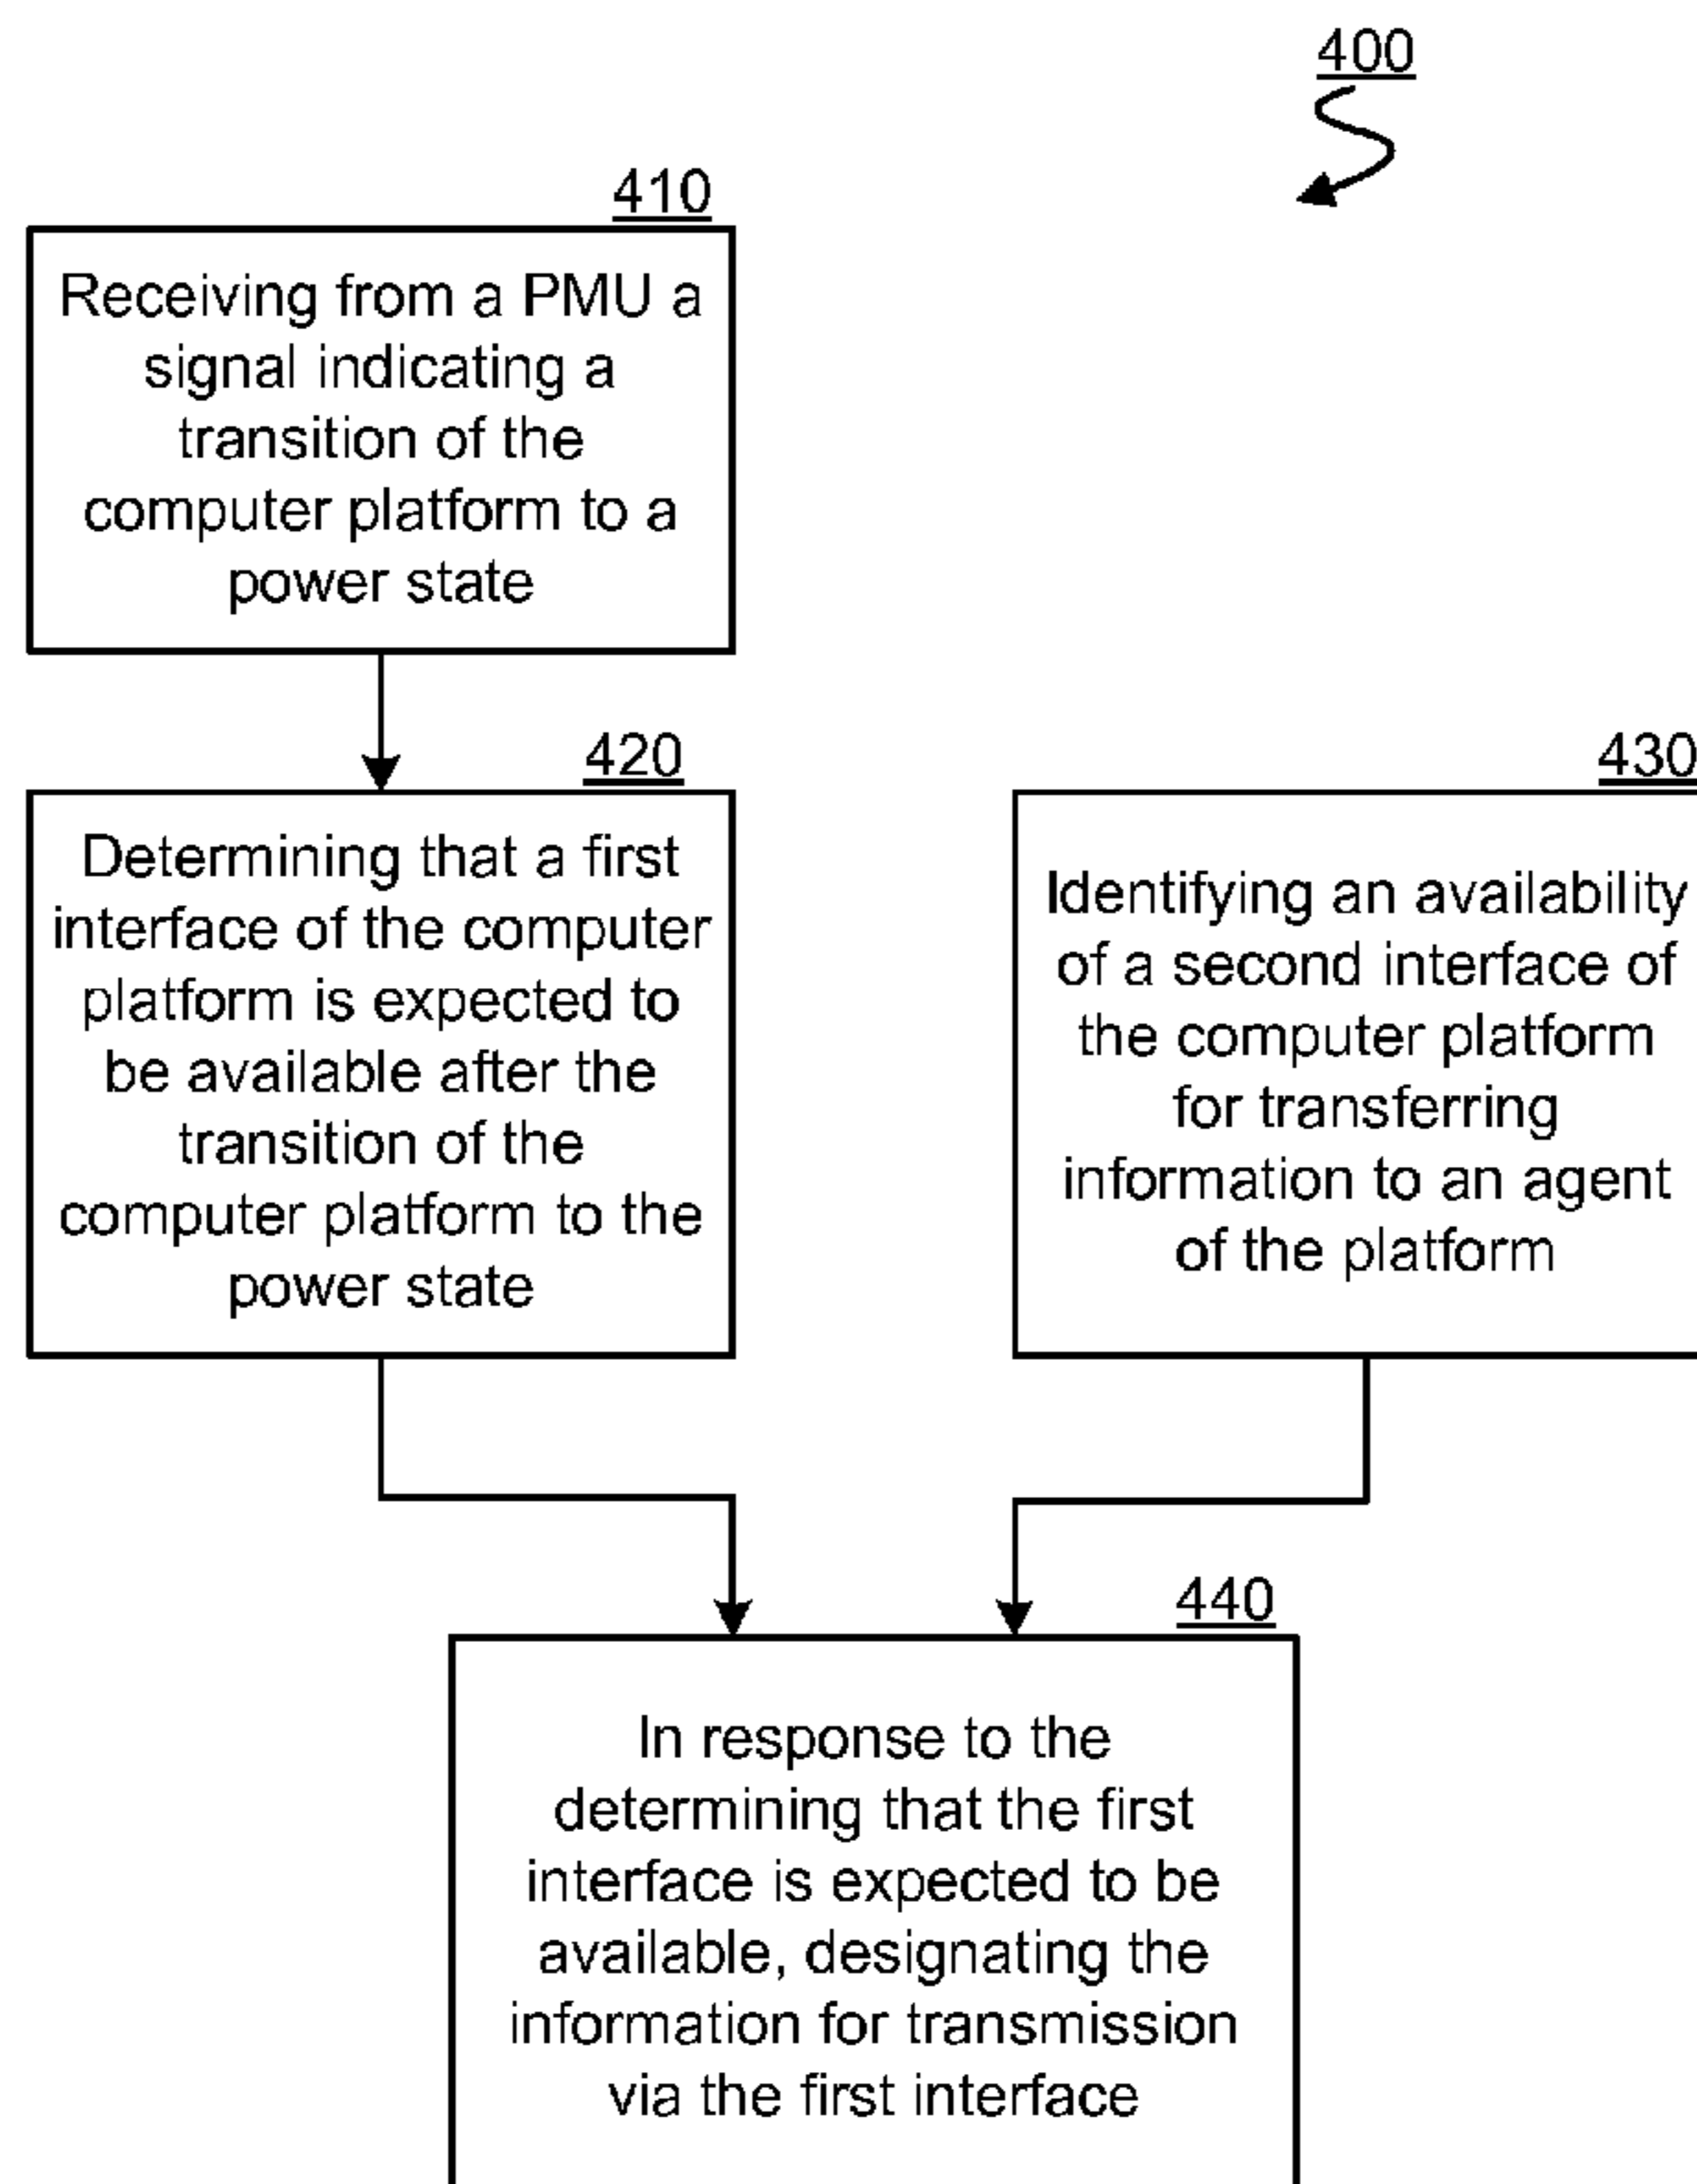 400
410
Receiving from a PMU a
signal indicating a
transition of the
computer platform to a
power state
420
Determining that a first
interface of the computer
platform is expected to
be available after the
transition of the
computer platform to the
power state
430
Identifying an availability
of a second interface of
the computer platform
for transferring
information to an agent
of the platform
440
In response to the
determining that the first
interface is expected to be
available, designating the
information for transmission
via the first interface